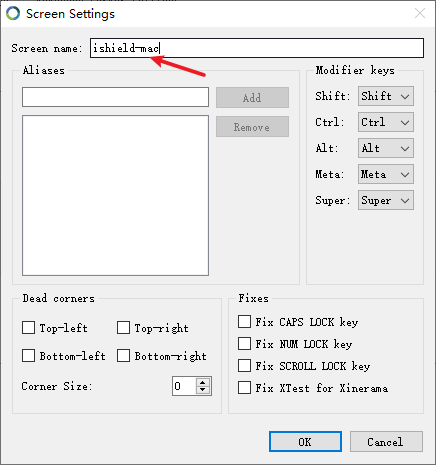 Screen Settings
Screen name: ishield-mac
Aliases
Add
Remove
Modifier keys
Shift: Shift
Ctrl: Ctrl
Alt: Alt
Meta: Meta
Super: Super
Dead corners
Top-left Top-right
Bottom-left Bottom-right
Corner Size: 0
Fixes
Fix CAPS LOCK key
Fix NUM LOCK key
Fix SCROLL LOCK key
Fix XTest for Xinerama
OK Cancel